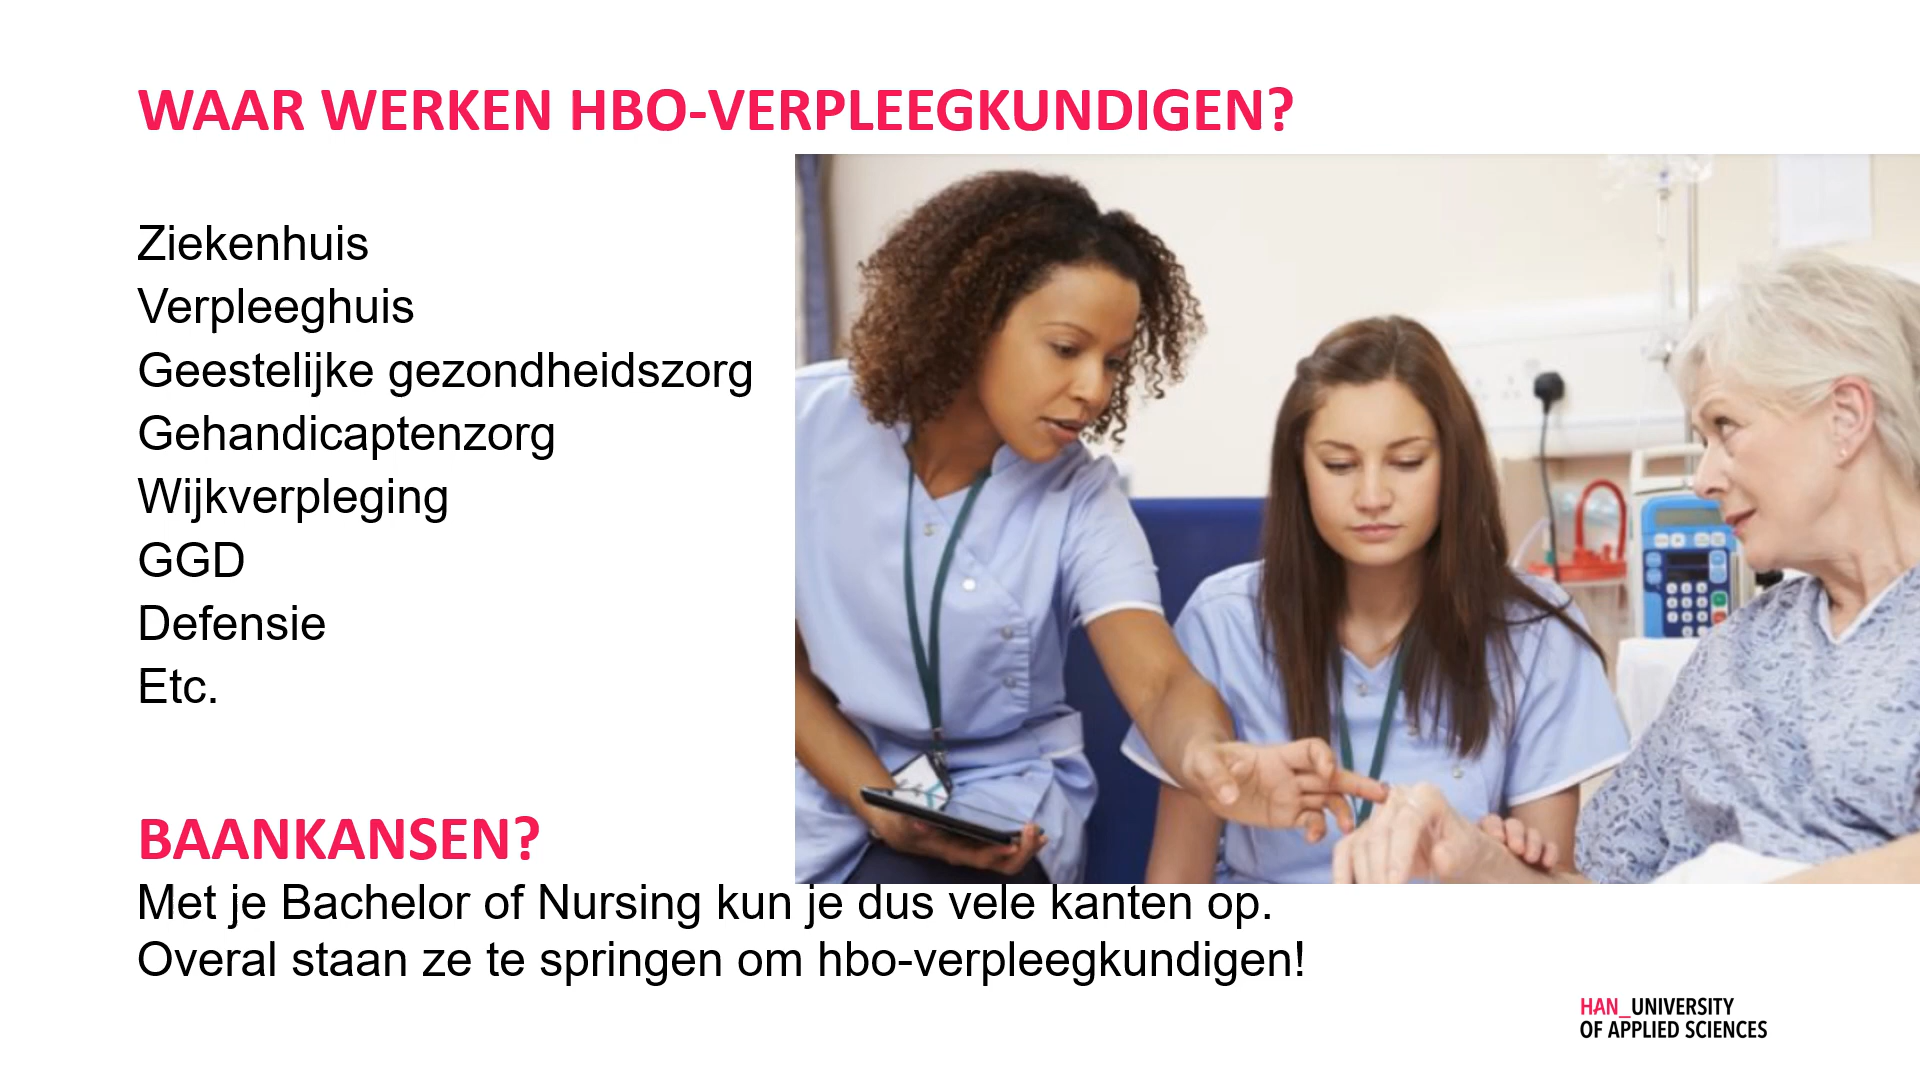 WAAR WERKEN HBO-VERPLEEGKUNDIGEN?
Ziekenhuis
Verpleeghuis
Geestelijke gezondheidszorg
Gehandicaptenzorg
Wijkverpleging
GGD
Defensie
Etc.
BAANKANSEN?
Met je Bachelor of Nursing kun je dus vele kanten op.
Overal staan ze te springen om hbo-verpleegkundigen!
HAN_UNIVERSITY
OF APPLIED SCIENCES